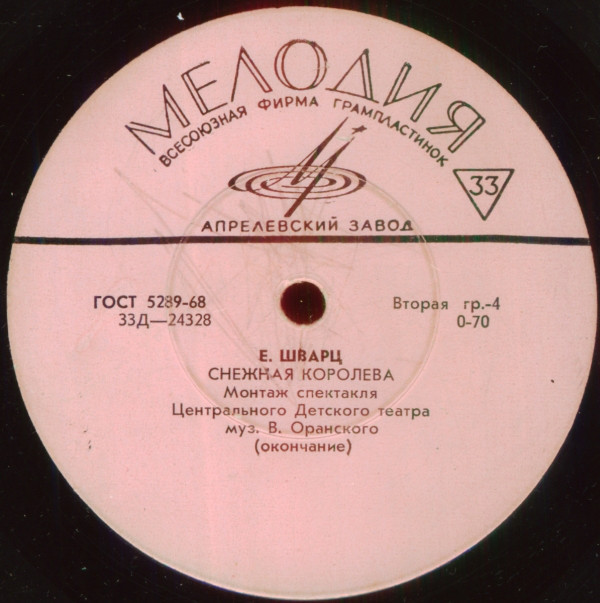 МЕЛОДИЯ
ВСЕСОЮЗНАЯ ФИРМА ГРАМПЛАСТИНОК
33
АПРЕЛЕВСКИЙ ЗАВОД
ГОСТ 5289-68
33Д—24328
Вторая гр.-4
0-70
Е. ШВАРЦ
СНЕЖНАЯ КОРОЛЕВА
Монтаж спектакля
Центрального Детского театра
муз. В. Оранского
(окончание)